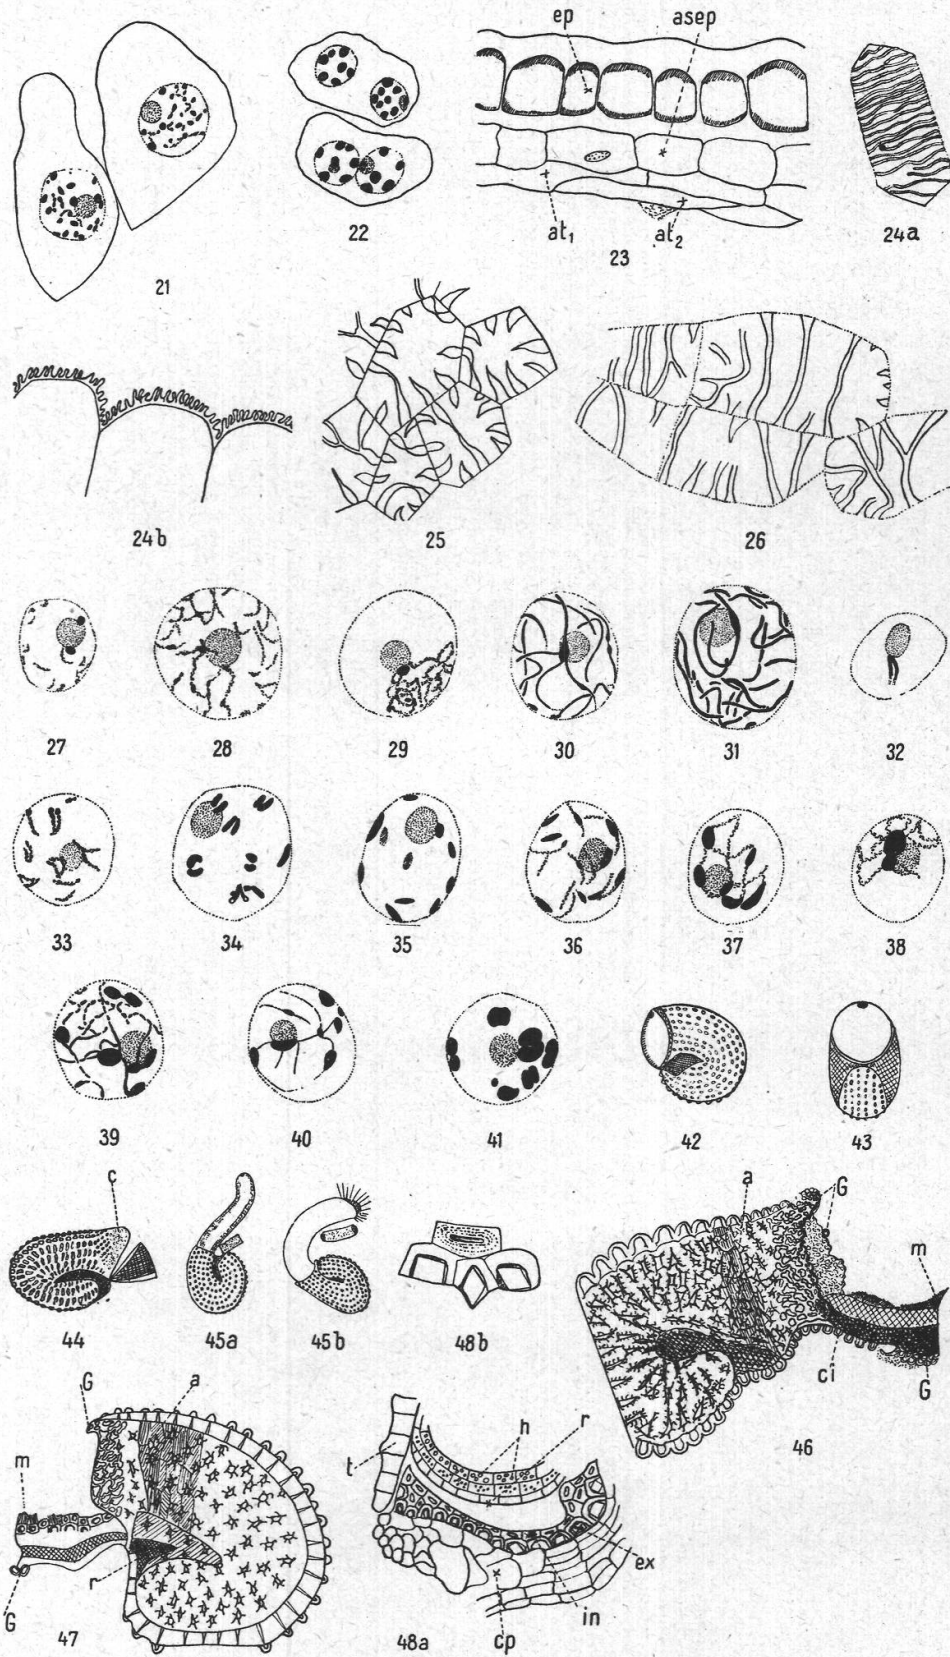 ep asep
at₁ at₂
21 22 23 24a
24b 25 26
27 28 29 30 31 32
33 34 35 36 37 38
39 40 41 42 43
c a G
m
44 45a 45b 48b
ci G
46
G a
h r
t
m
r
ex
in
G
47 48a cp